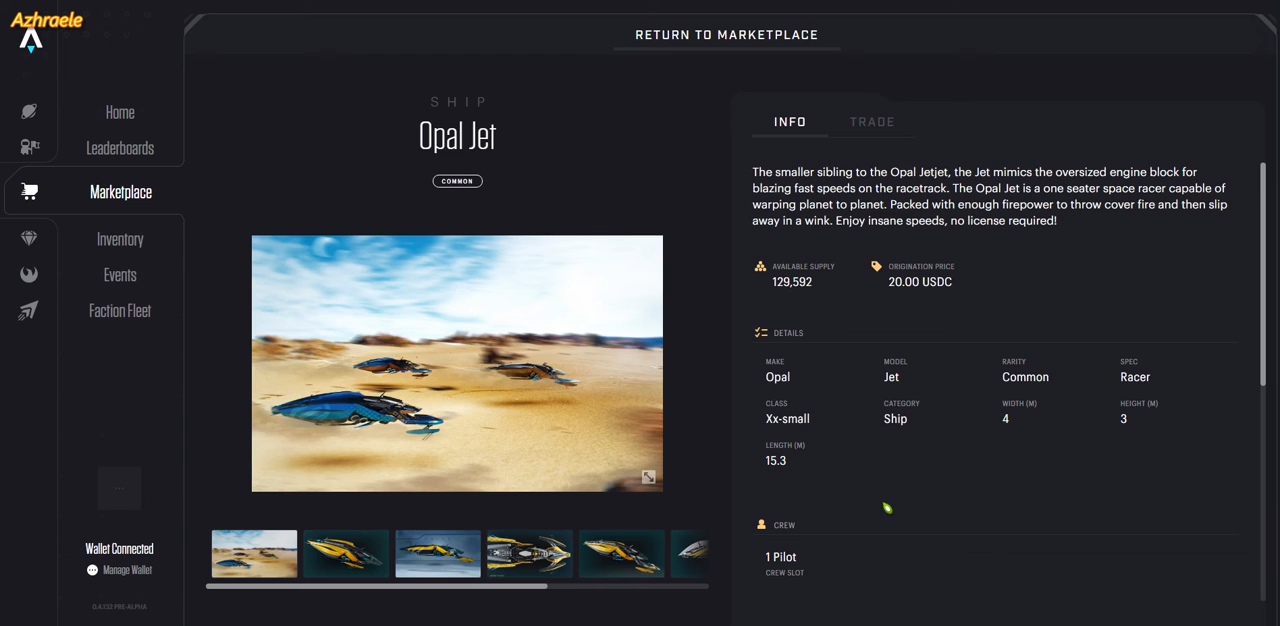 Azhraele
RETURN TO MARKETPLACE
Home
Leaderboards
Marketplace
Inventory
Events
Faction Fleet
Wallet Connected
Manage Wallet
0.4.132 PRE-ALPHA
SHIP
Opal Jet
COMMON
INFO
TRADE
The smaller sibling to the Opal Jetjet, the Jet mimics the oversized engine block for
blazing fast speeds on the racetrack. The Opal Jet is a one seater space racer capable of
warping planet to planet. Packed with enough firepower to throw cover fire and then slip
away in a wink. Enjoy insane speeds, no license required!
AVAILABLE SUPPLY
129,592
ORIGINATION PRICE
20.00 USDC
DETAILS
MAKE
Opal
MODEL
Jet
RARITY
Common
SPEC
Racer
CLASS
Xx-small
CATEGORY
Ship
WIDTH (M)
4
HEIGHT (M)
3
LENGTH (M)
15.3
CREW
1 Pilot
CREW SLOT